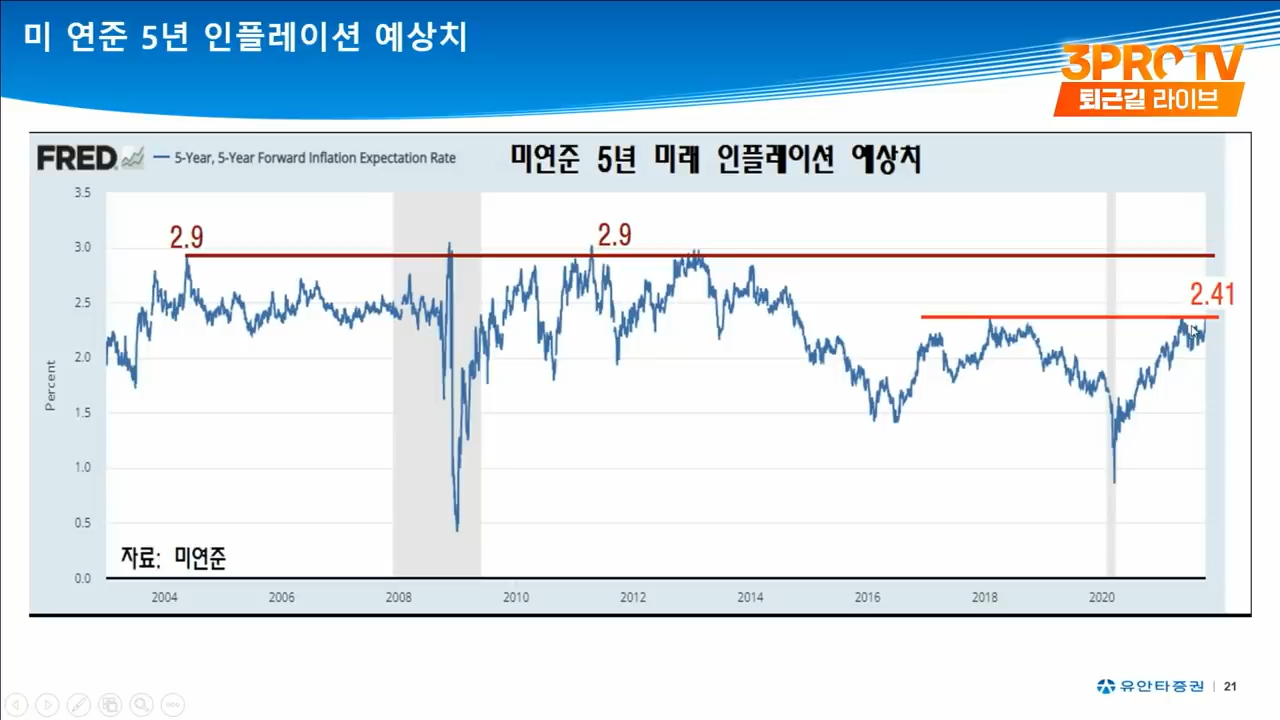 미 연준 5년 인플레이션 예상치
3PROTV
퇴근길 라이브
FRED
5-Year, 5-Year Forward Inflation Expectation Rate
미연준 5년 미래 인플레이션 예상치
3.5
3.0
2.5
2.0
1.5
1.0
0.5
0.0
Percent
2.9
2.9
2.41
자료: 미연준
2004 2006 2008 2010 2012 2014 2016 2018 2020
유안타증권 | 21